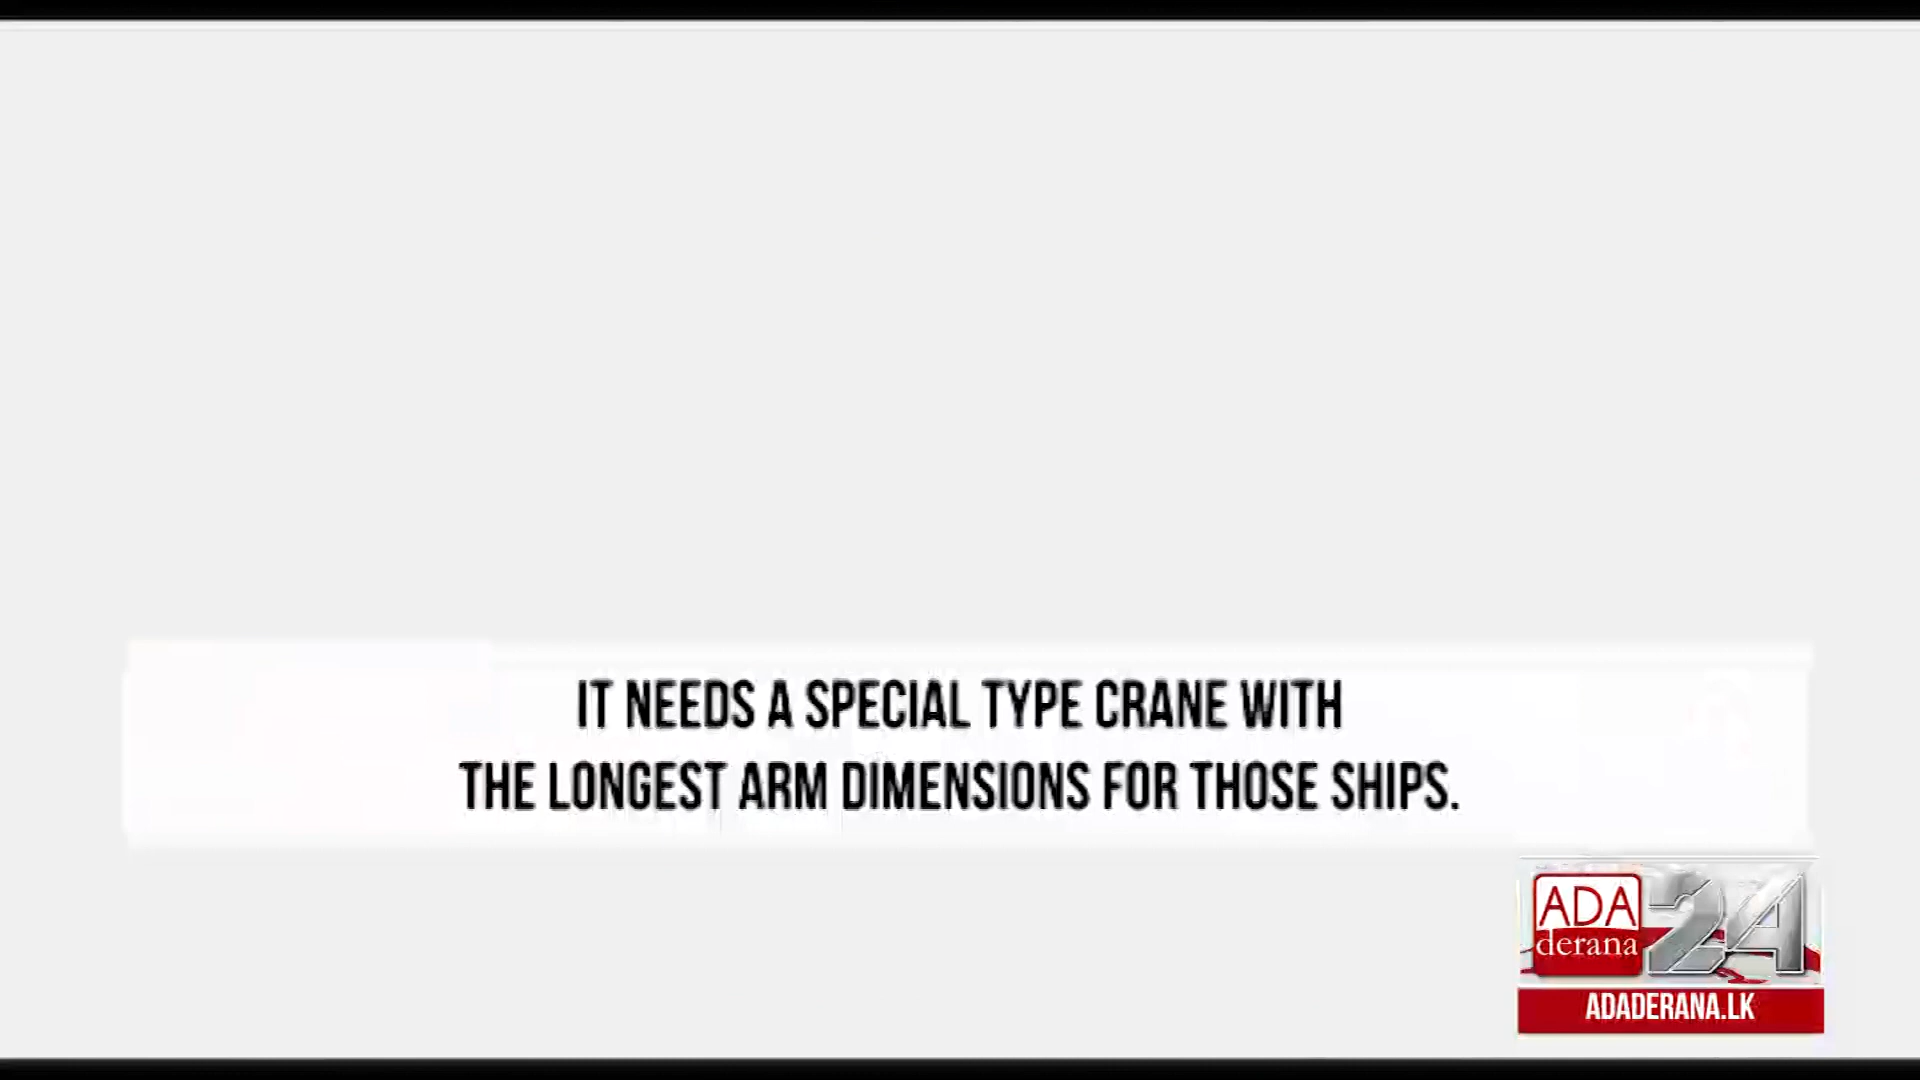 IT NEEDS A SPECIAL TYPE CRANE WITH
THE LONGEST ARM DIMENSIONS FOR THOSE SHIPS.
ADA
derana
24
ADADERANA.LK